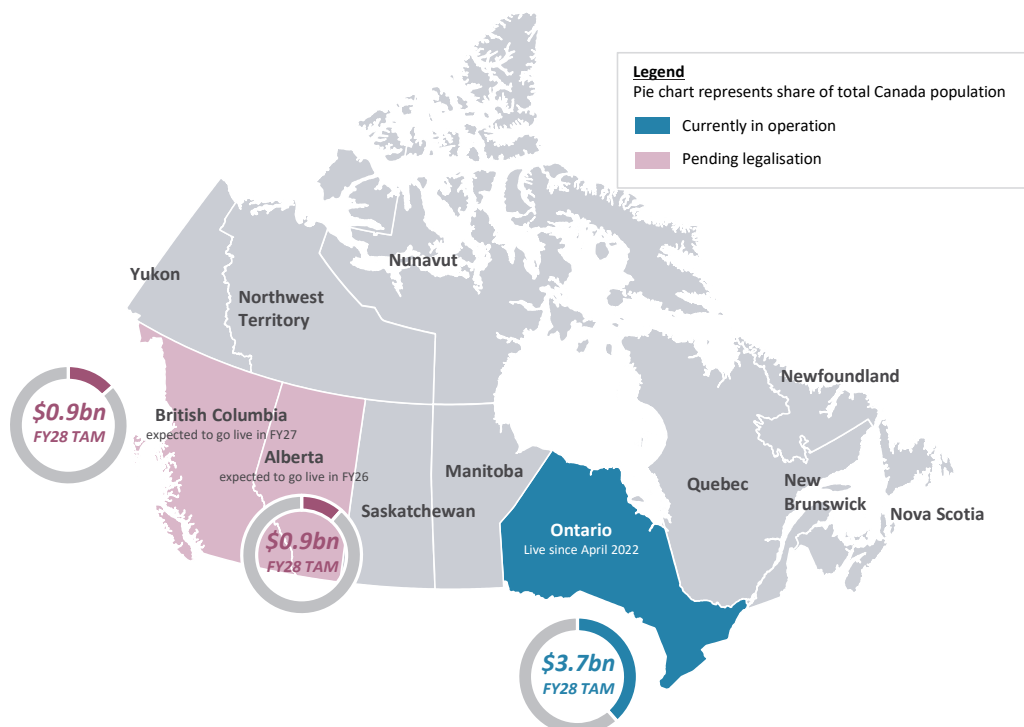 Legend
Pie chart represents share of total Canada population
Currently in operation
Pending legalisation
Yukon
Northwest
Territory
Nunavut
British Columbia
expected to go live in FY27
Alberta
expected to go live in FY26
Saskatchewan
Manitoba
Ontario
Live since April 2022
Quebec
Newfoundland
New
Brunswick
Nova Scotia
$0.9bn
FY28 TAM
$0.9bn
FY28 TAM
$3.7bn
FY28 TAM